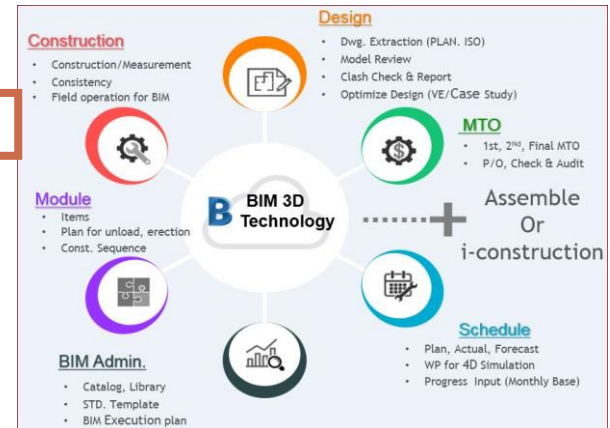 Design
• Dwg. Extraction (PLAN. ISO)
• Model Review
• Clash Check & Report
• Optimize Design (VE/Case Study)
Construction
• Construction/Measurement
• Consistency
• Field operation for BIM
MTO
• 1st, 2Nd, Final MTO
• P/O, Check & Audit
B BIM 3D
Technology
Assemble
Or
i-construction
Module
• Items
• Plan for unload, erection
• Const. Sequence
Schedule
• Plan, Actual, Forecast
• WP for 4D Simulation
• Progress Input (Monthly Base)
BIM Admin.
• Catalog, Library
• STD. Template
• BIM Execution plan